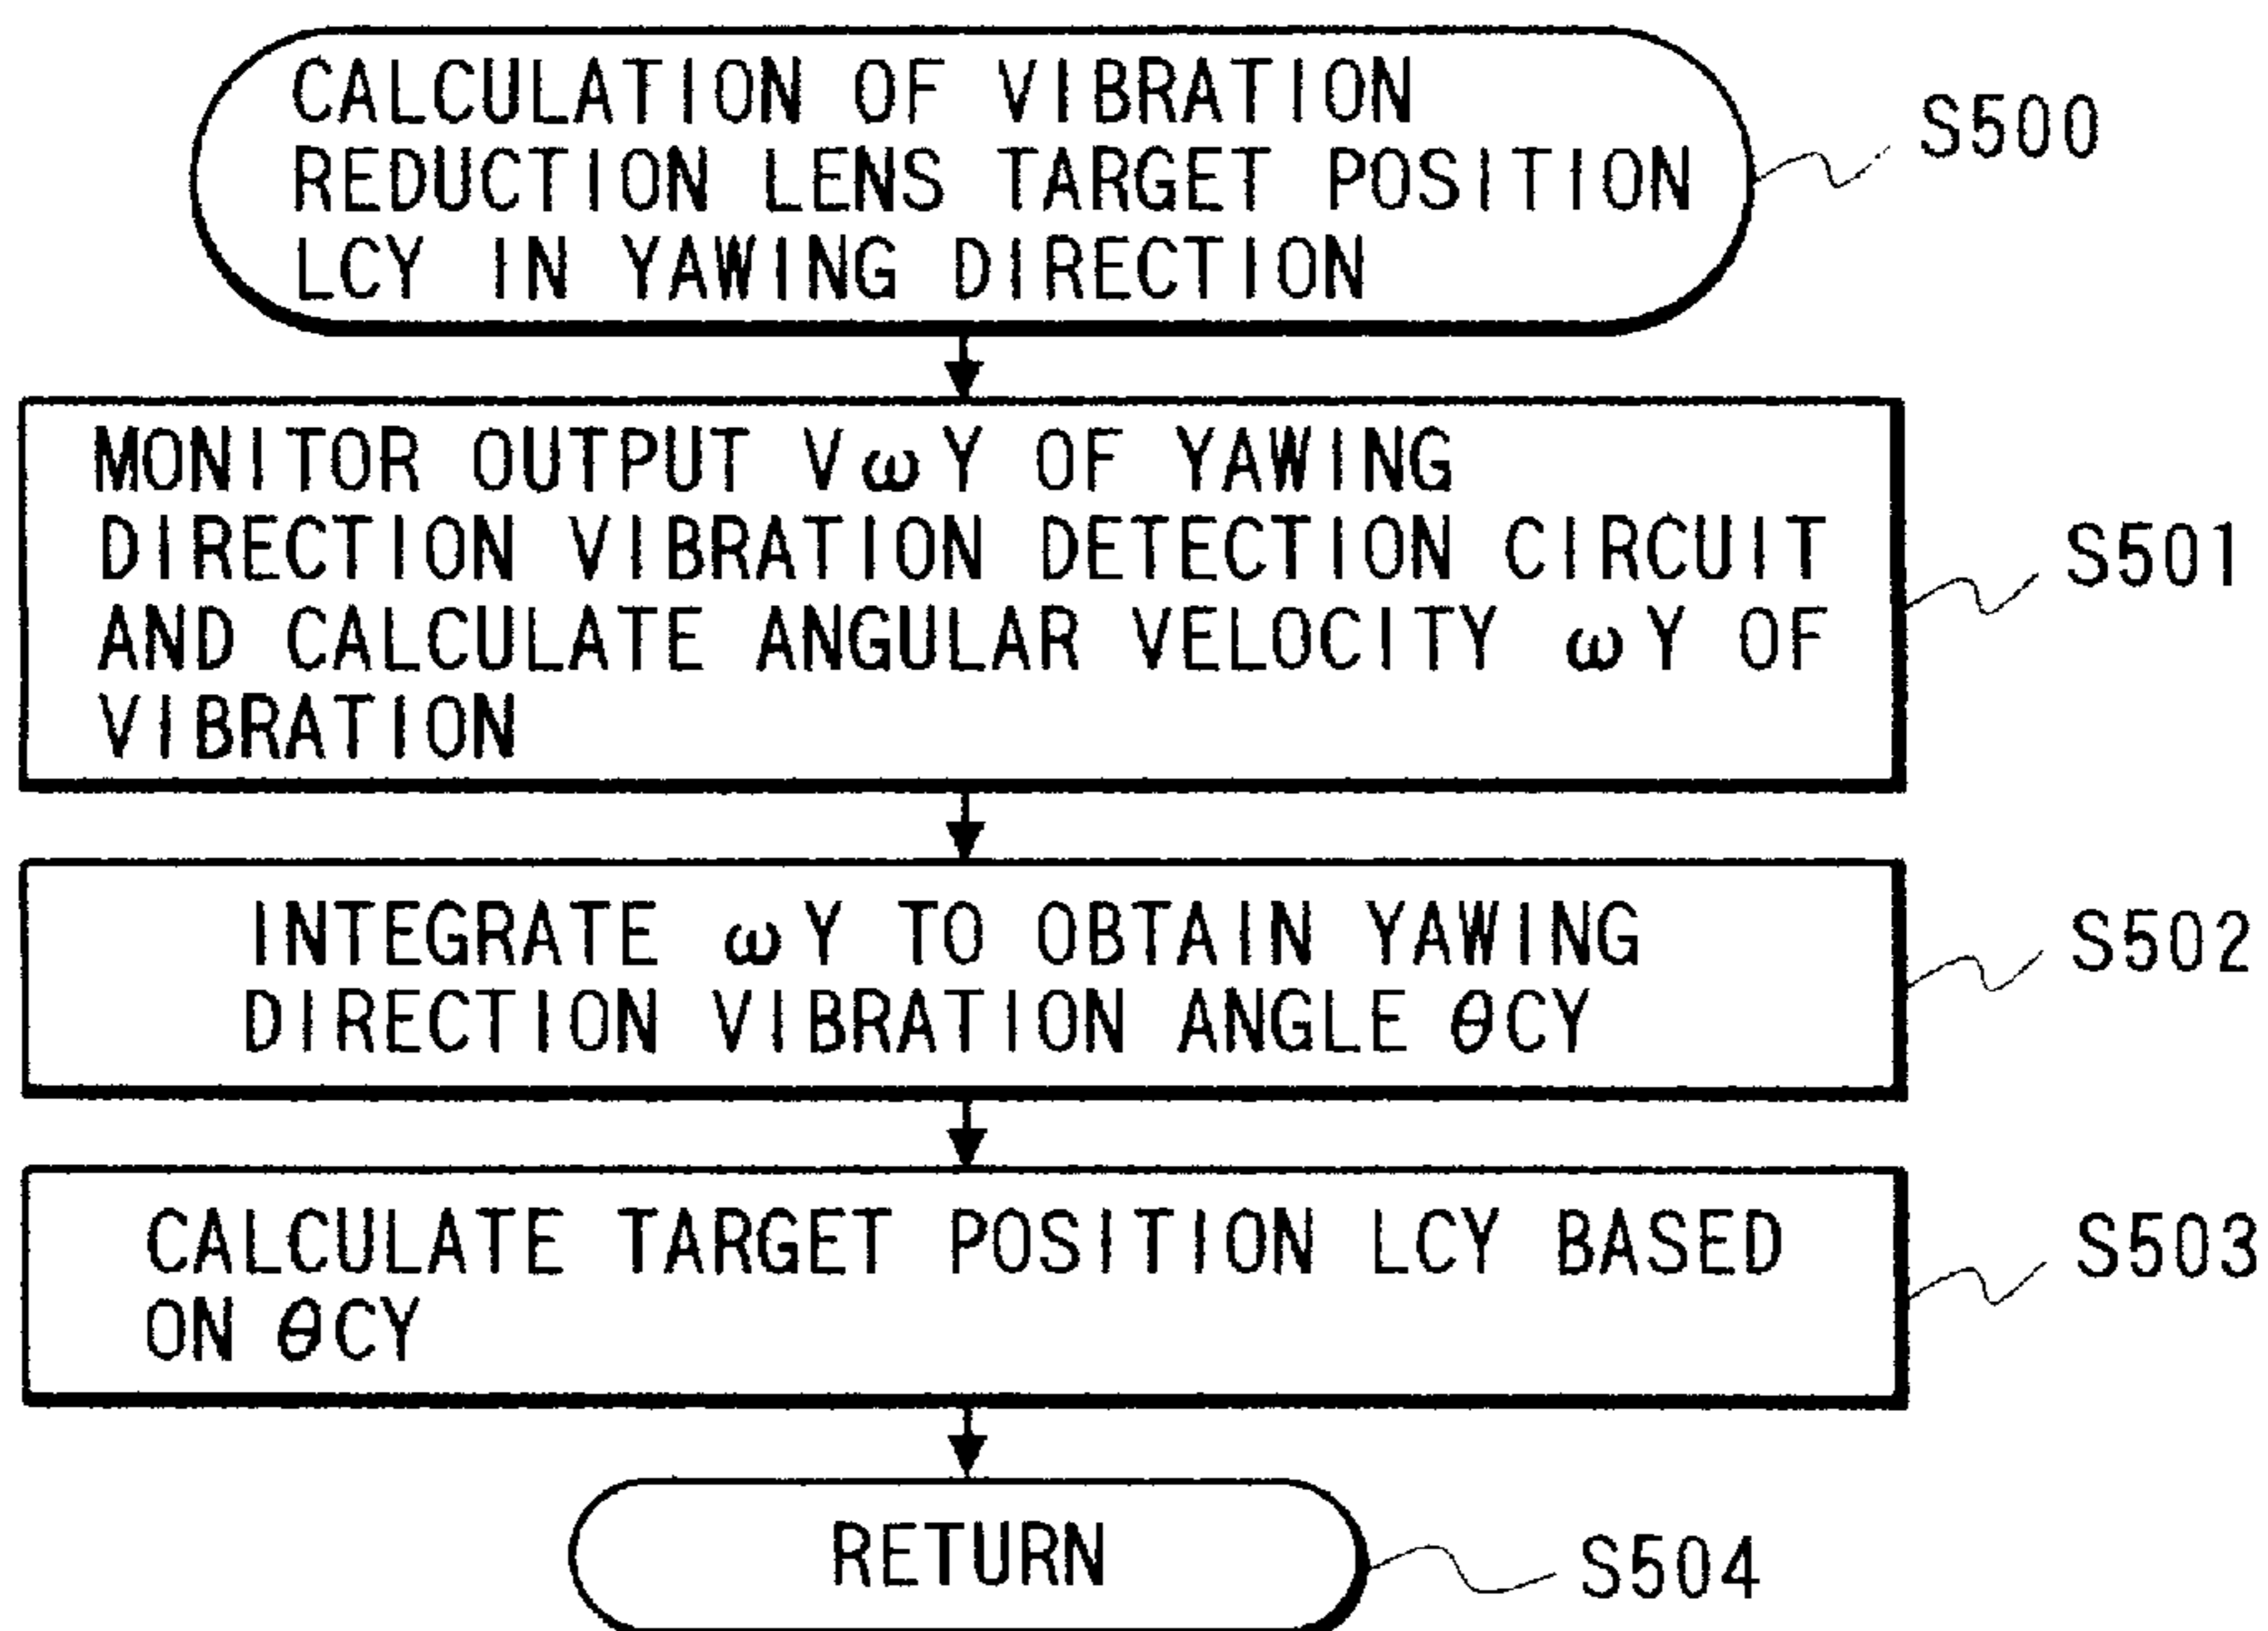 CALCULATION OF VIBRATION
REDUCTION LENS TARGET POSITION
LCY IN YAWING DIRECTION
S500
MONITOR OUTPUT VωY OF YAWING
DIRECTION VIBRATION DETECTION CIRCUIT
AND CALCULATE ANGULAR VELOCITY ωY OF
VIBRATION
S501
INTEGRATE ωY TO OBTAIN YAWING
DIRECTION VIBRATION ANGLE θCY
S502
CALCULATE TARGET POSITION LCY BASED
ON θCY
S503
RETURN
S504